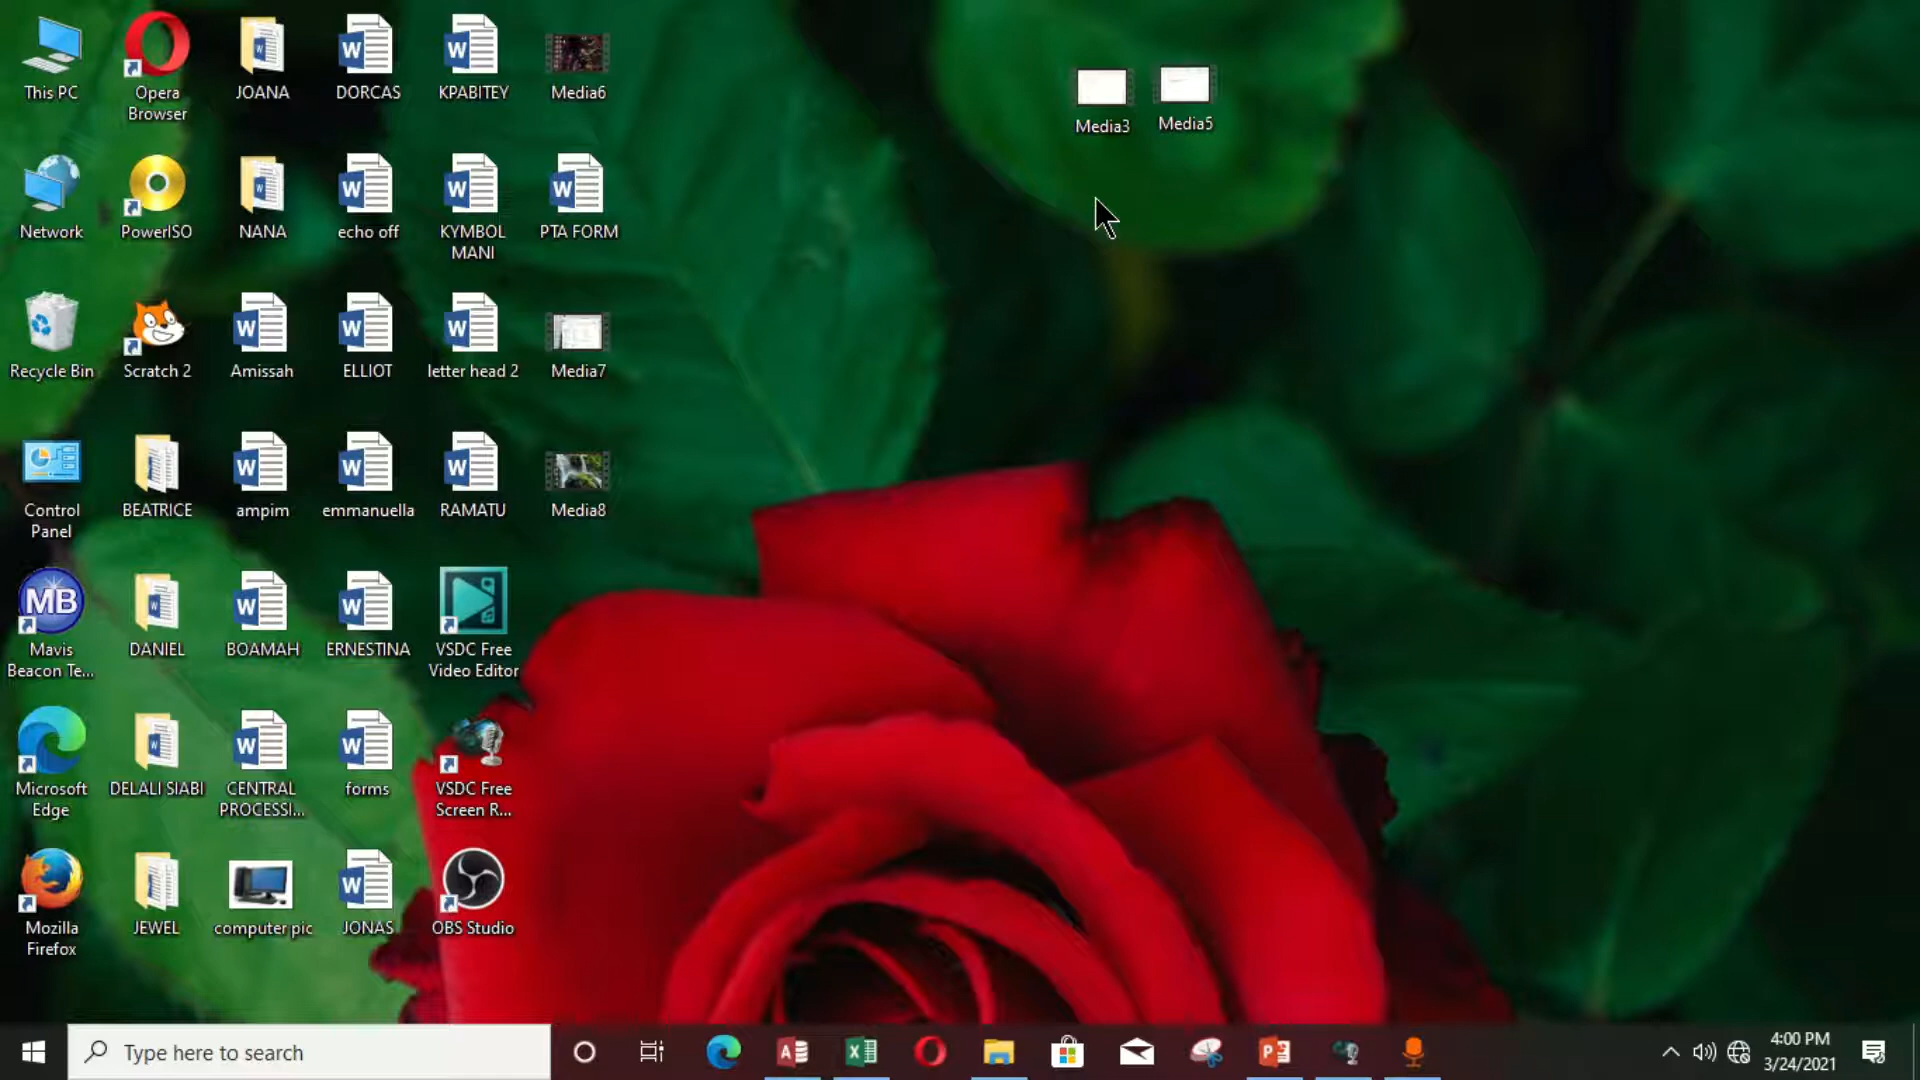 This PC
Opera
Browser
JOANA
DORCAS
KPABITEY
Media6
Media3
Media5
Network
PowerISO
NANA
echo off
KYMBOL
MANI
PTA FORM
Recycle Bin
Scratch 2
Amissah
ELLIOT
letter head 2
Media7
Control
Panel
BEATRICE
ampim
emmanuella
RAMATU
Media8
MB
Mavis
Beacon Te...
DANIEL
BOAMAH
ERNESTINA
VSDC Free
Video Editor
Microsoft
Edge
DELALI SIABI
CENTRAL
PROCESSI...
forms
VSDC Free
Screen R...
Mozilla
Firefox
JEWEL
computer pic
JONAS
OBS Studio
Type here to search
4:00 PM
3/24/2021